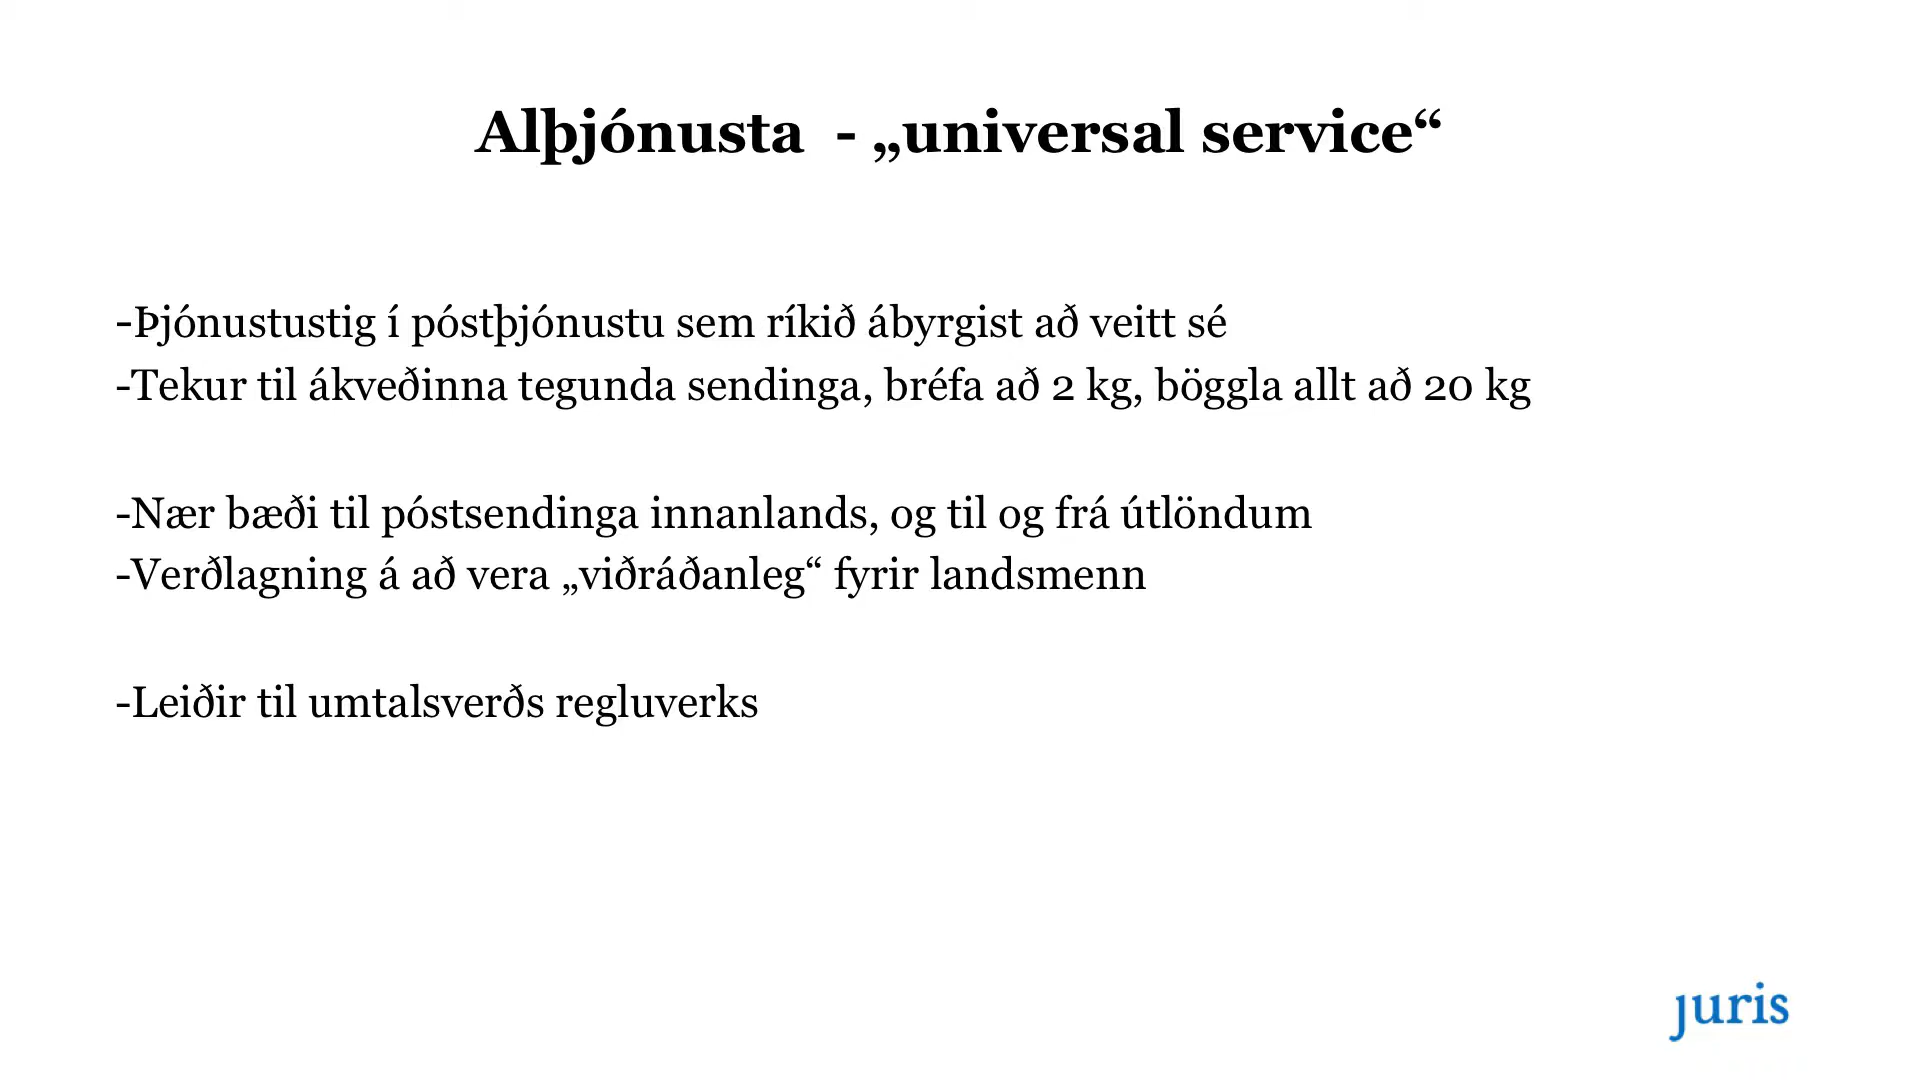 Alþjónusta - „universal service“
-Þjónustustig í póstþjónustu sem ríkið ábyrgist að veitt sé
-Tekur til ákveðinna tegunda sendinga, bréfa að 2 kg, böggla allt að 20 kg
-Nær bæði til póstsendinga innanlands, og til og frá útlöndum
-Verðlagning á að vera „viðráðanleg“ fyrir landsmenn
-Leiðir til umtalsverðs regluverks
juris